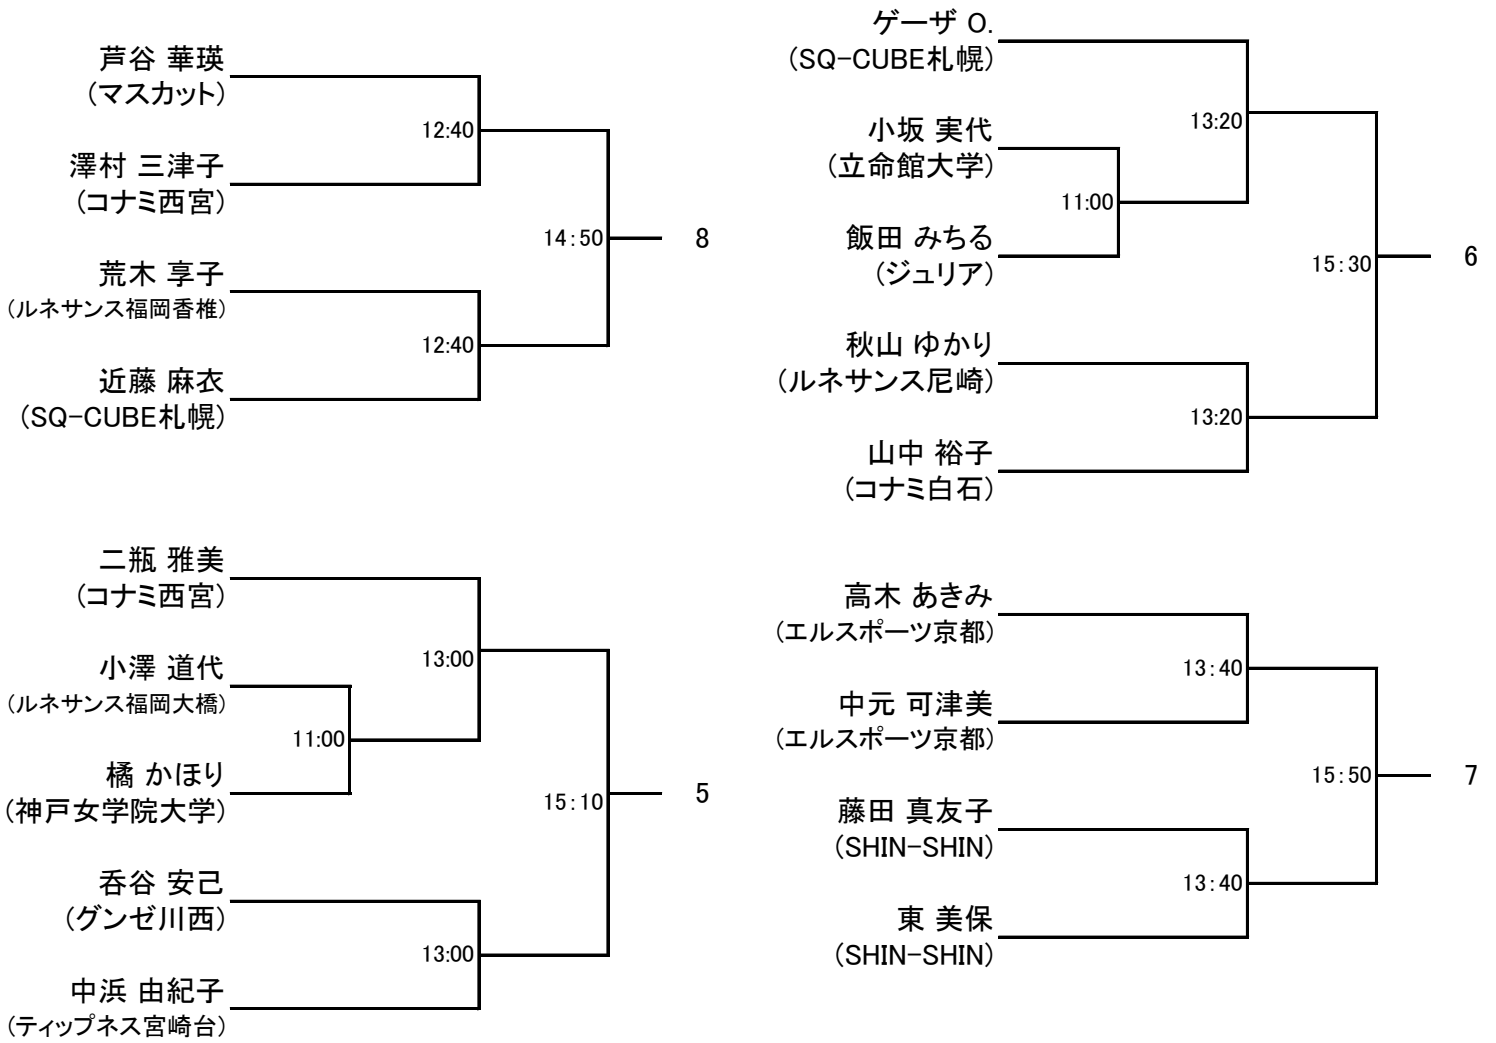 芦谷 華瑛
(マスカット)
12:40
澤村 三津子
(コナミ西宮)
14:50
8
荒木 享子
(ルネサンス福岡香椎)
12:40
近藤 麻衣
(SQ-CUBE札幌)
二瓶 雅美
(コナミ西宮)
13:00
小澤 道代
(ルネサンス福岡大橋)
11:00
橘 かほり
(神戸女学院大学)
15:10
5
呑谷 安己
(グンゼ川西)
13:00
中浜 由紀子
(ティップネス宮崎台)
ゲーザ O.
(SQ-CUBE札幌)
13:20
小坂 実代
(立命館大学)
11:00
飯田 みちる
(ジュリア)
15:30
6
秋山 ゆかり
(ルネサンス尼崎)
13:20
山中 裕子
(コナミ白石)
高木 あきみ
(エルスポーツ京都)
13:40
中元 可津美
(エルスポーツ京都)
15:50
7
藤田 真友子
(SHIN-SHIN)
13:40
東 美保
(SHIN-SHIN)